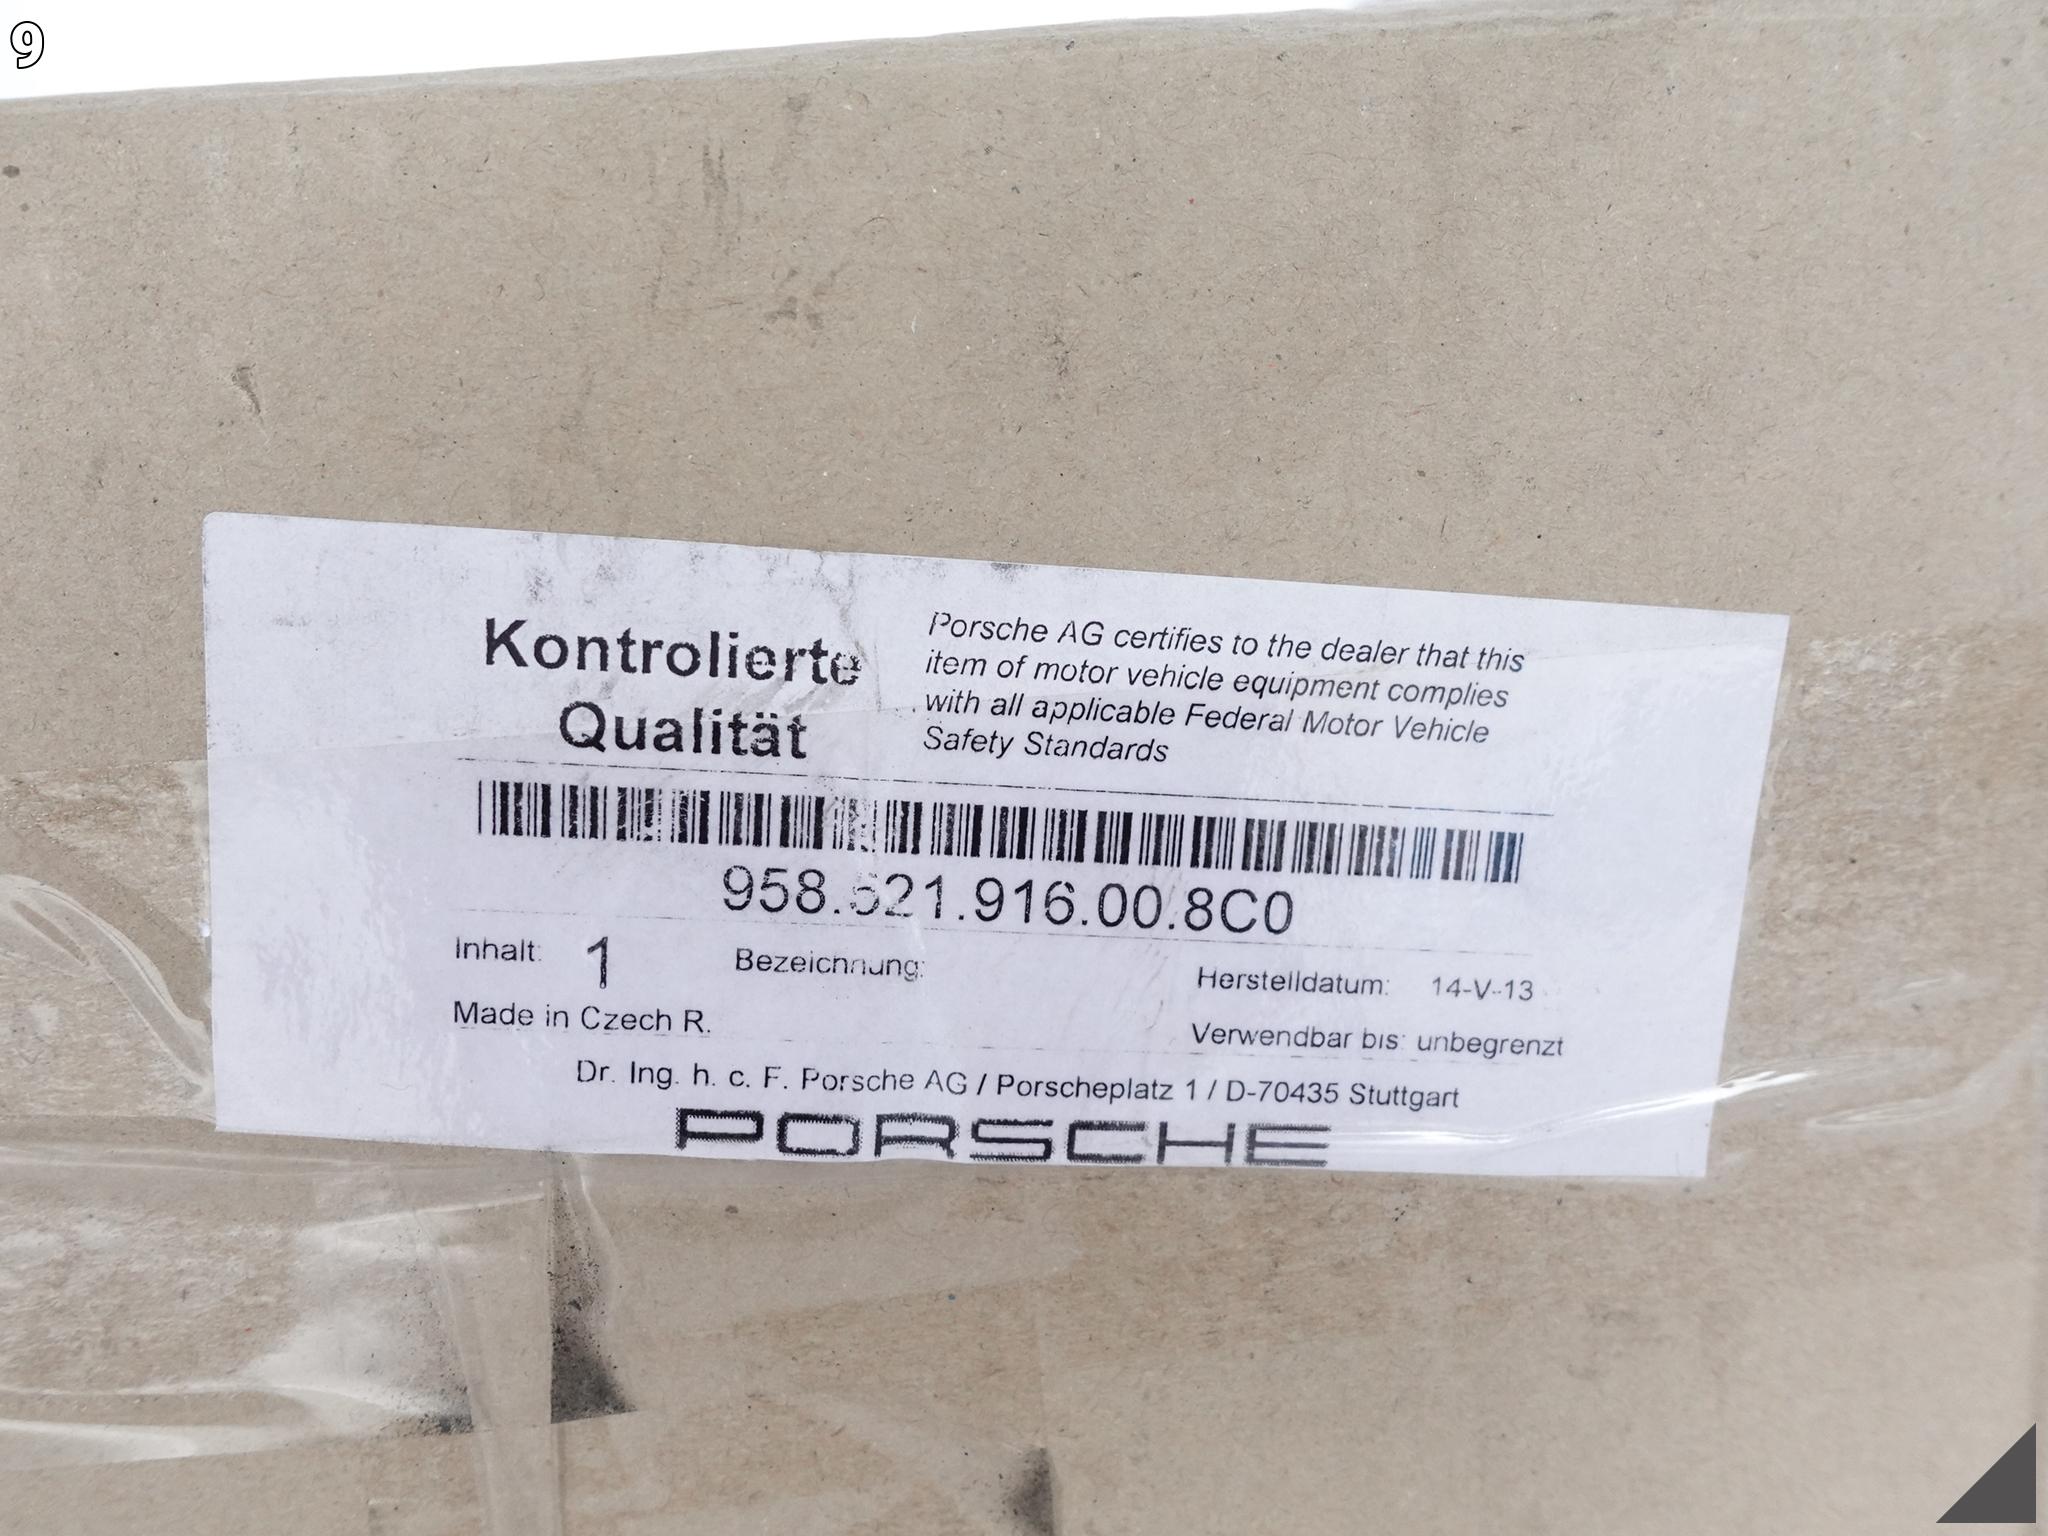 9
Kontrolierte
Qualität
Porsche AG certifies to the dealer that this
item of motor vehicle equipment complies
with all applicable Federal Motor Vehicle
Safety Standards
958.521.916.00.8C0
Inhalt: 1
Bezeichnung:
Herstelldatum: 14-V-13
Made in Czech R.
Verwendbar bis: unbegrenzt
Dr. Ing. h. c. F. Porsche AG / Porscheplatz 1 / D-70435 Stuttgart
PORSCHE